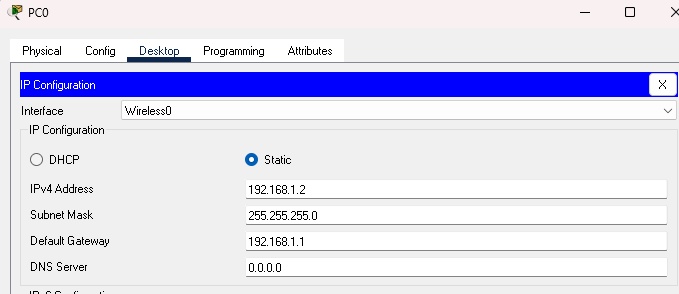 PC0
Physical Config Desktop Programming Attributes
IP Configuration X
Interface Wireless0
IP Configuration
DHCP Static
IPv4 Address 192.168.1.2
Subnet Mask 255.255.255.0
Default Gateway 192.168.1.1
DNS Server 0.0.0.0